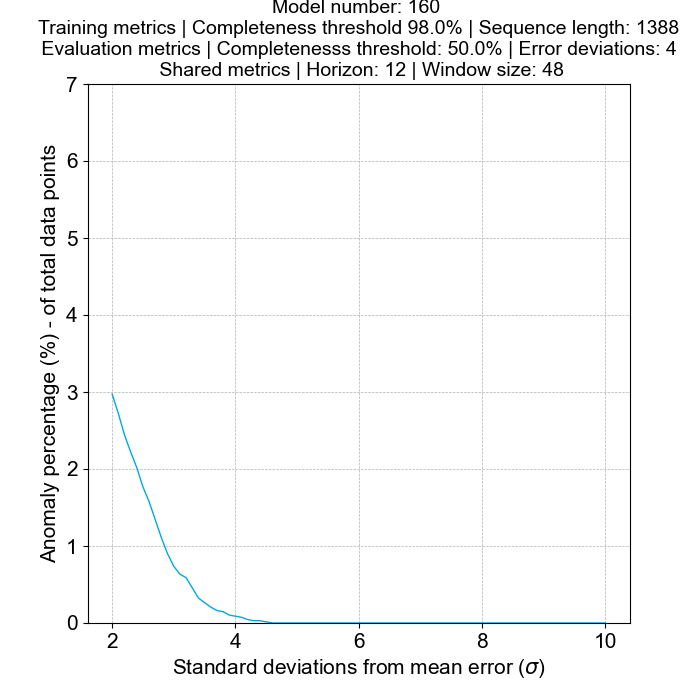 Model number: 160
Training metrics | Completeness threshold 98.0% | Sequence length: 1388
Evaluation metrics | Completenesss threshold: 50.0% | Error deviations: 4
Shared metrics | Horizon: 12 | Window size: 48
7
6
5
4
3
2
1
0
Anomaly percentage (%) - of total data points
2 4 6 8 10
Standard deviations from mean error (σ)